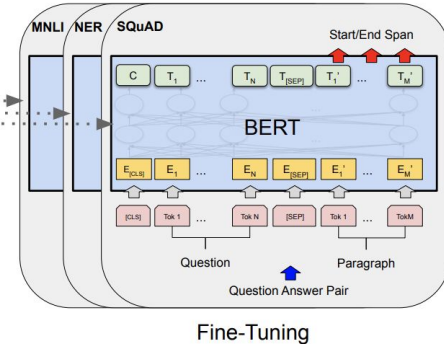 MNLI NER SQuAD
Start/End Span
C T1 ... TN T[SEP] T1' ... TM'
BERT
E[CLS] E1 ... EN E[SEP] E1' ... EM'
[CLS] Tok 1 ... Tok N [SEP] Tok 1 ... TokM
Question Paragraph
Question Answer Pair
Fine-Tuning